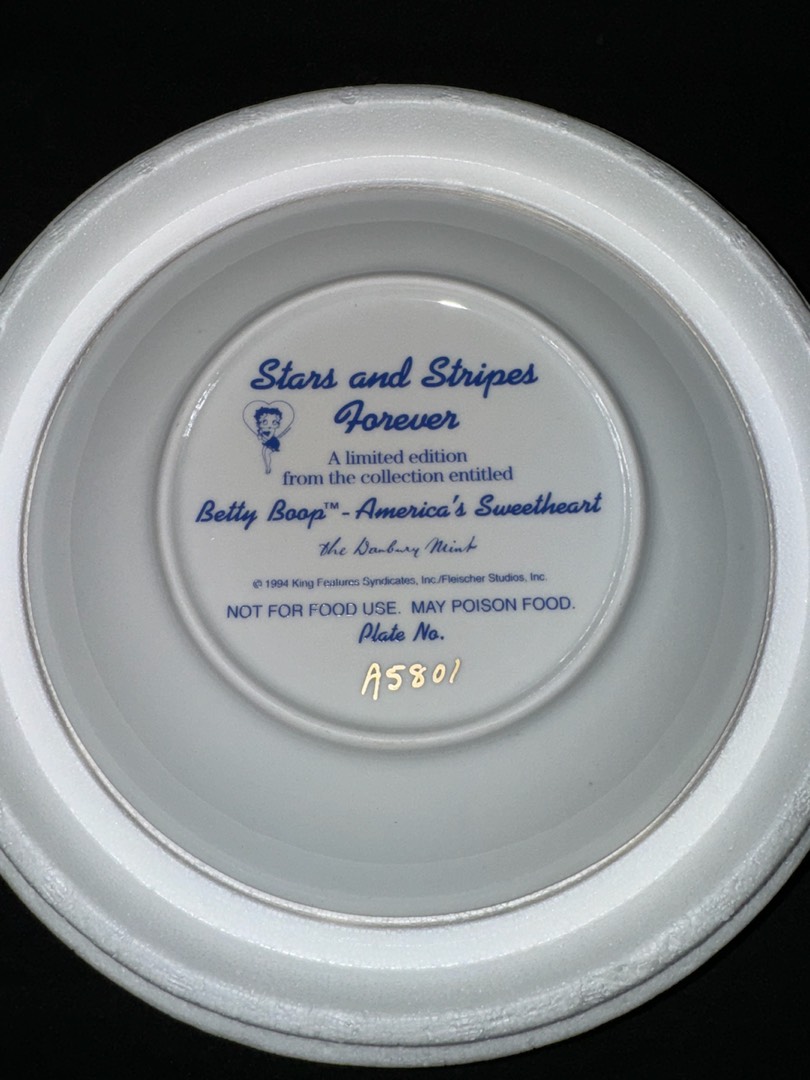 Stars and Stripes
Forever
A limited edition
from the collection entitled
Betty Boop™ - America's Sweetheart
The Danbury Mint
© 1994 King Features Syndicates, Inc./Fleischer Studios, Inc.
NOT FOR FOOD USE. MAY POISON FOOD.
Plate No.
A5801